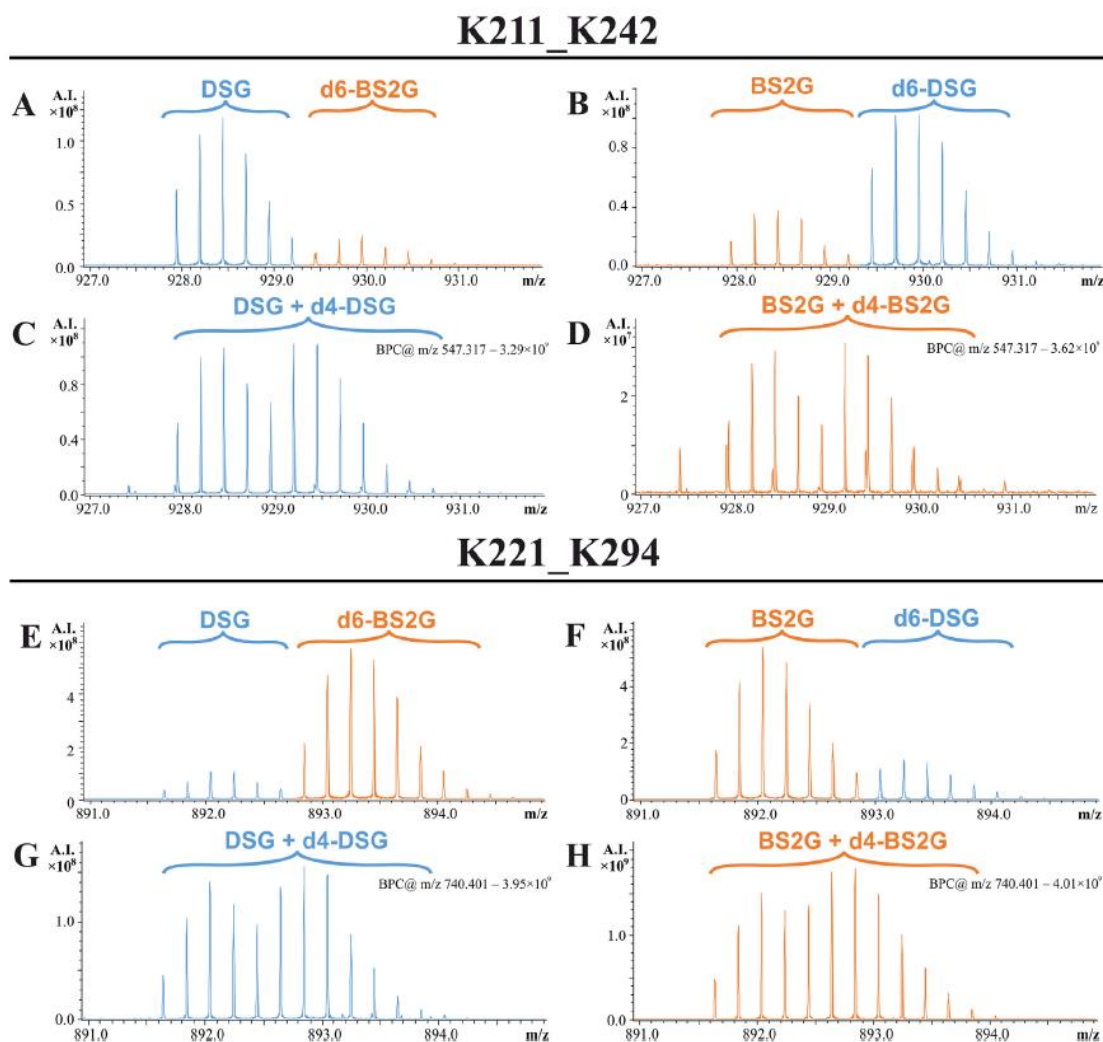 K211_K242
A
A.I.
×10⁸
DSG
d6-BS2G
1.0
0.5
0.0
927.0 928.0 929.0 930.0 931.0 m/z
B
A.I.
×10⁸
BS2G
d6-DSG
0.8
0.4
0.0
927.0 928.0 929.0 930.0 931.0 m/z
C
A.I.
×10⁸
DSG + d4-DSG
BPC@ m/z 547.317 – 3.29×10⁹
0.8
0.4
0.0
927.0 928.0 929.0 930.0 931.0 m/z
D
A.I.
×10⁷
BS2G + d4-BS2G
BPC@ m/z 547.317 – 3.62×10⁹
2
0
927.0 928.0 929.0 930.0 931.0 m/z
K221_K294
E
A.I.
×10⁸
DSG
d6-BS2G
4
2
0
891.0 892.0 893.0 894.0 m/z
F
A.I.
×10⁸
BS2G
d6-DSG
4
2
0
891.0 892.0 893.0 894.0 m/z
G
A.I.
×10⁸
DSG + d4-DSG
BPC@ m/z 740.401 – 3.95×10⁹
1.0
0.0
891.0 892.0 893.0 894.0 m/z
H
A.I.
×10⁹
BS2G + d4-BS2G
BPC@ m/z 740.401 – 4.01×10⁹
1.0
0.0
891.0 892.0 893.0 894.0 m/z